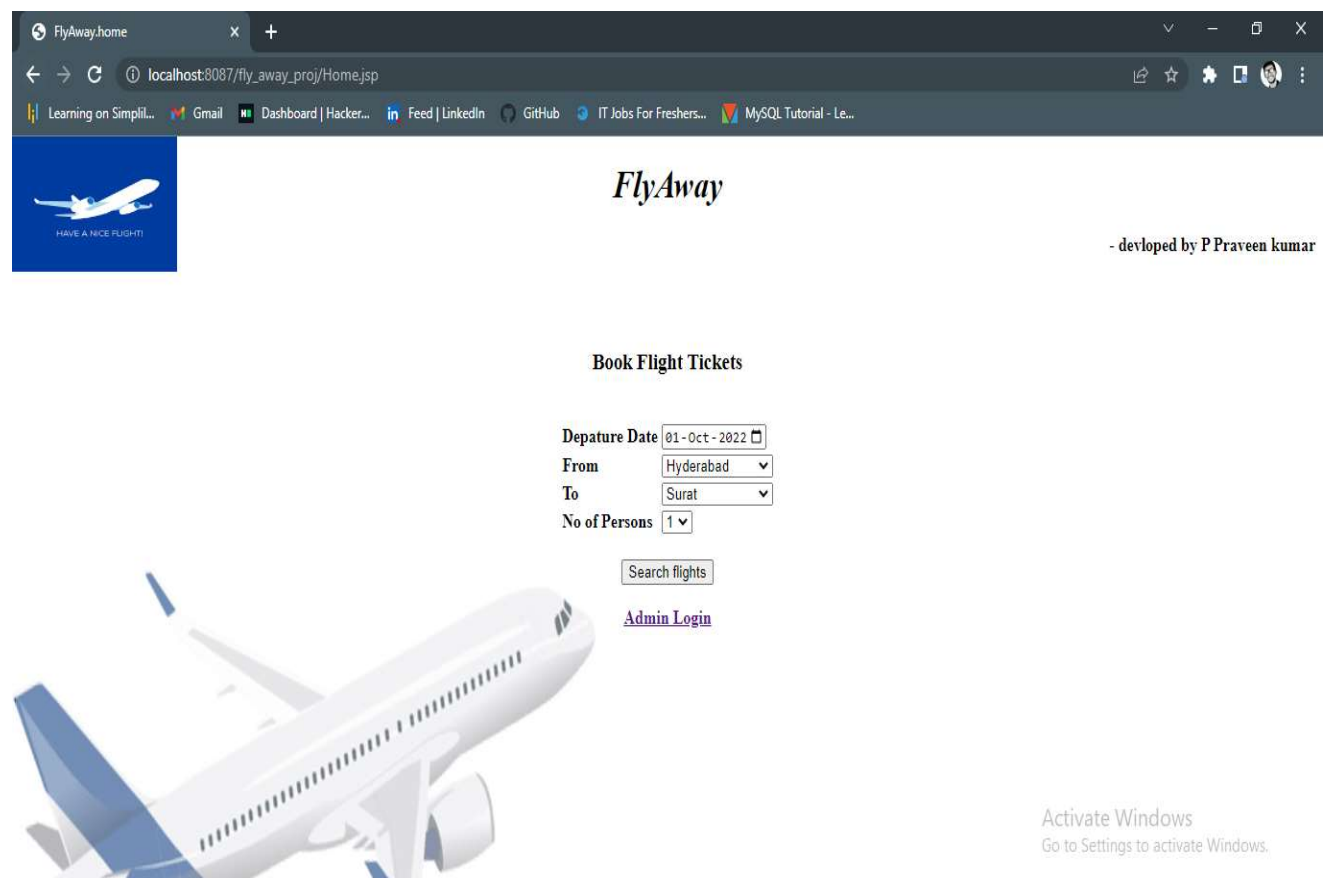 FlyAway.home
localhost:8087/fly_away_proj/Home.jsp
Learning on Simplil... Gmail Dashboard | Hacker... Feed | LinkedIn GitHub IT Jobs For Freshers... MySQL Tutorial - Le...
HAVE A NICE FLIGHT!
FlyAway
- devloped by P Praveen kumar
Book Flight Tickets
Depature Date 01-Oct-2022
From Hyderabad
To Surat
No of Persons 1
Search flights
Admin Login
Activate Windows
Go to Settings to activate Windows.